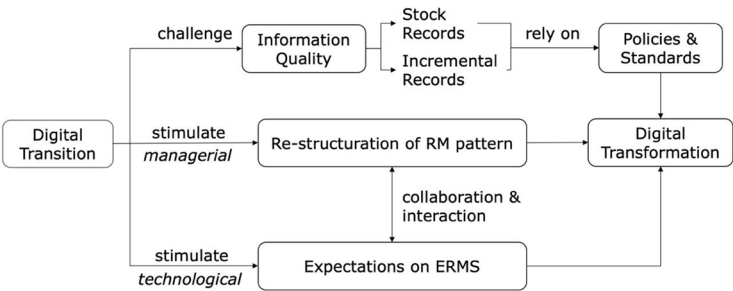 challenge
Information
Quality
Stock
Records
Incremental
Records
rely on
Policies &
Standards
Digital
Transition
stimulate
managerial
Re-structuration of RM pattern
Digital
Transformation
collaboration &
interaction
stimulate
technological
Expectations on ERMS